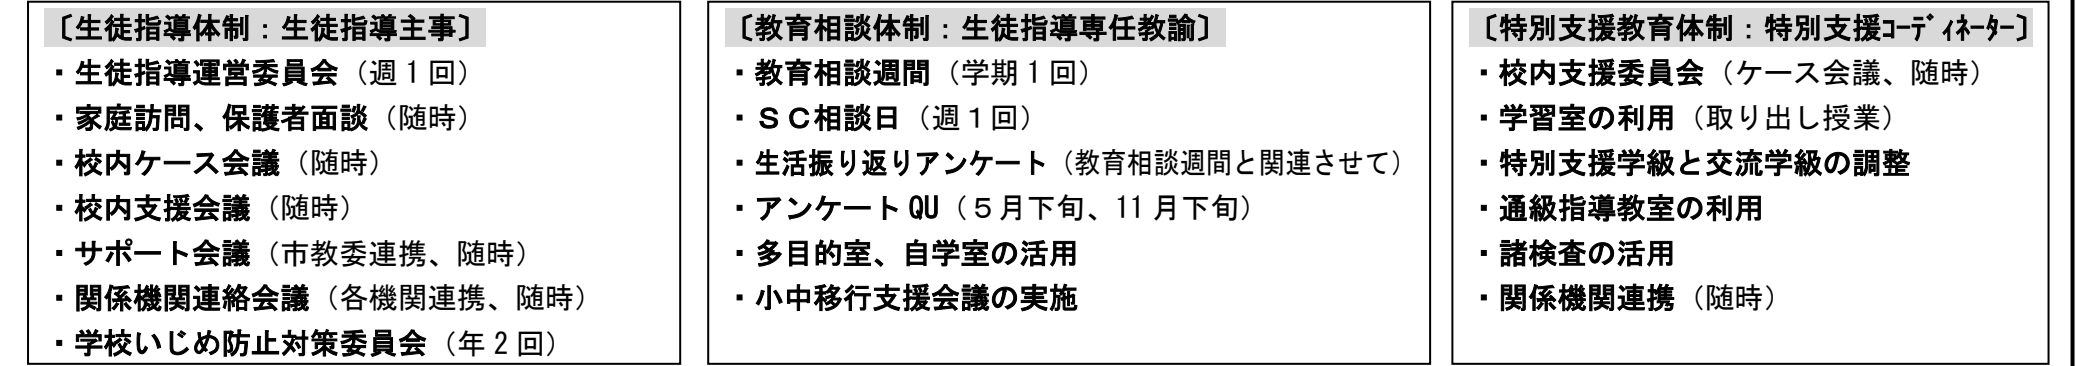 〔生徒指導体制：生徒指導主事〕
・生徒指導運営委員会（週1回）
・家庭訪問、保護者面談（随時）
・校内ケース会議（随時）
・校内支援会議（随時）
・サポート会議（市教委連携、随時）
・関係機関連絡会議（各機関連携、随時）
・学校いじめ防止対策委員会（年2回）
〔教育相談体制：生徒指導専任教諭〕
・教育相談週間（学期1回）
・ＳＣ相談日（週1回）
・生活振り返りアンケート（教育相談週間と関連させて）
・アンケートQU（５月下旬、11月下旬）
・多目的室、自学室の活用
・小中移行支援会議の実施
〔特別支援教育体制：特別支援ｺｰﾃﾞｨﾈｰﾀｰ〕
・校内支援委員会（ケース会議、随時）
・学習室の利用（取り出し授業）
・特別支援学級と交流学級の調整
・通級指導教室の利用
・諸検査の活用
・関係機関連携（随時）